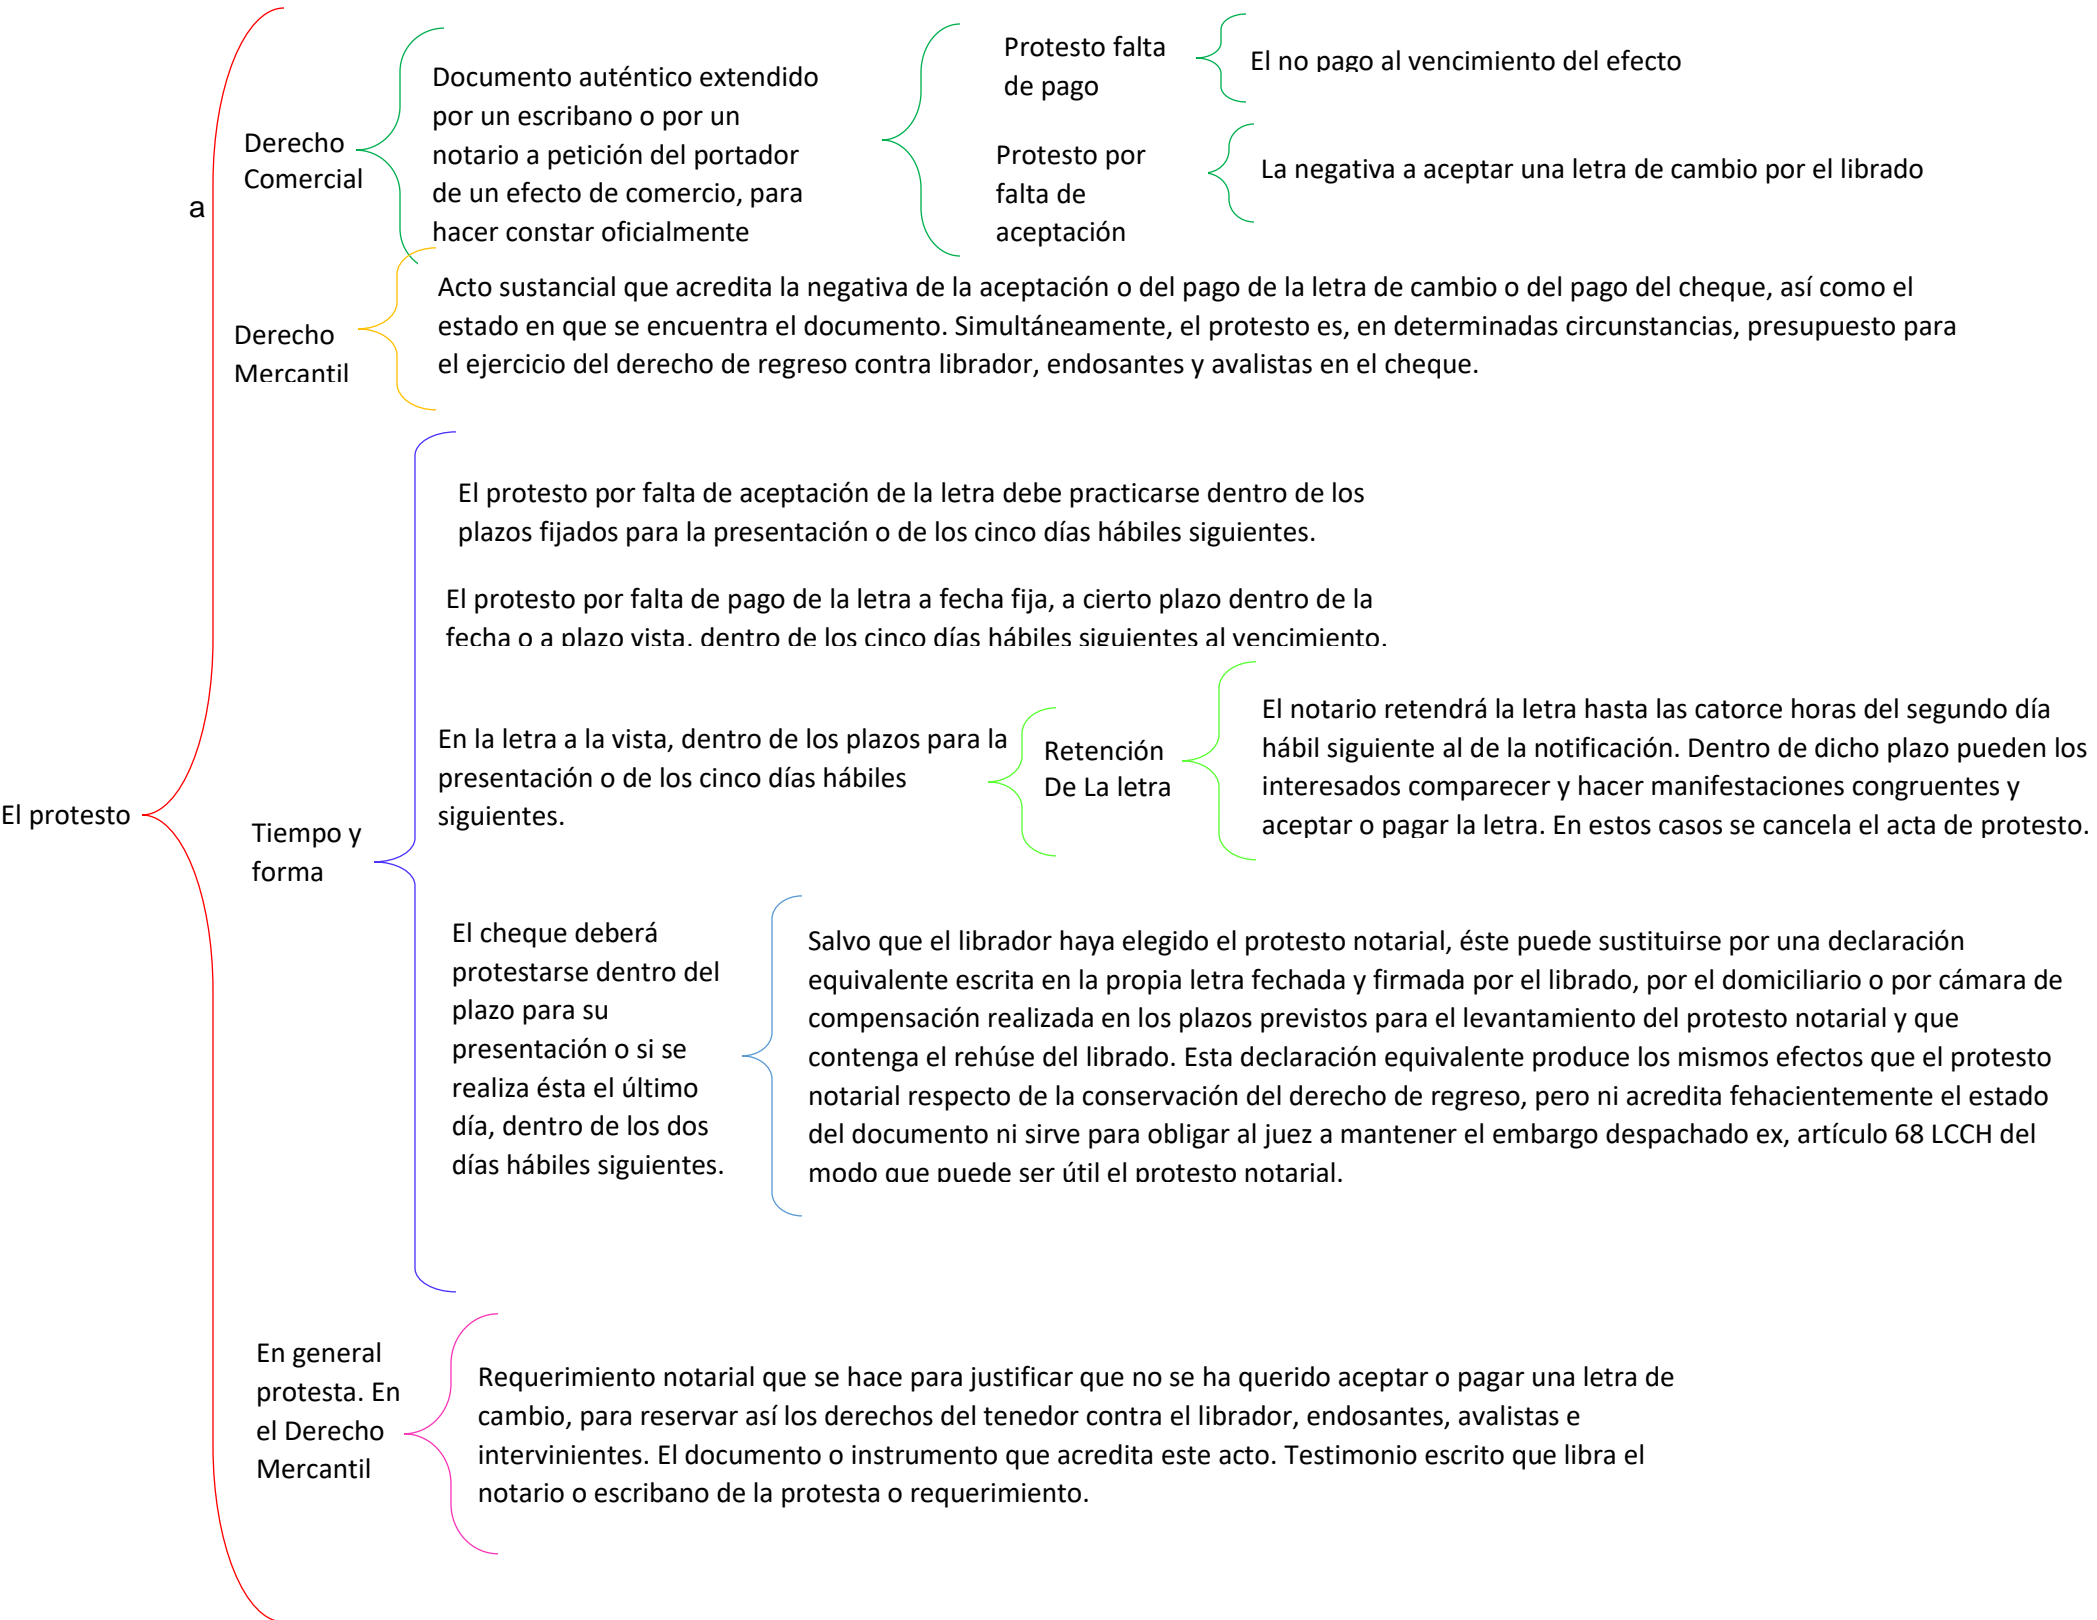 El protesto
a
Derecho
Comercial
Documento auténtico extendido
por un escribano o por un
notario a petición del portador
de un efecto de comercio, para
hacer constar oficialmente
Protesto falta
de pago
El no pago al vencimiento del efecto
Protesto por
falta de
aceptación
La negativa a aceptar una letra de cambio por el librado
Derecho
Mercantil
Acto sustancial que acredita la negativa de la aceptación o del pago de la letra de cambio o del pago del cheque, así como el
estado en que se encuentra el documento. Simultáneamente, el protesto es, en determinadas circunstancias, presupuesto para
el ejercicio del derecho de regreso contra librador, endosantes y avalistas en el cheque.
Tiempo y
forma
El protesto por falta de aceptación de la letra debe practicarse dentro de los
plazos fijados para la presentación o de los cinco días hábiles siguientes.
El protesto por falta de pago de la letra a fecha fija, a cierto plazo dentro de la
fecha o a plazo vista, dentro de los cinco días hábiles siguientes al vencimiento.
En la letra a la vista, dentro de los plazos para la
presentación o de los cinco días hábiles
siguientes.
Retención
De La letra
El notario retendrá la letra hasta las catorce horas del segundo día
hábil siguiente al de la notificación. Dentro de dicho plazo pueden los
interesados comparecer y hacer manifestaciones congruentes y
aceptar o pagar la letra. En estos casos se cancela el acta de protesto.
El cheque deberá
protestarse dentro del
plazo para su
presentación o si se
realiza ésta el último
día, dentro de los dos
días hábiles siguientes.
Salvo que el librador haya elegido el protesto notarial, éste puede sustituirse por una declaración
equivalente escrita en la propia letra fechada y firmada por el librado, por el domiciliario o por cámara de
compensación realizada en los plazos previstos para el levantamiento del protesto notarial y que
contenga el rehúse del librado. Esta declaración equivalente produce los mismos efectos que el protesto
notarial respecto de la conservación del derecho de regreso, pero ni acredita fehacientemente el estado
del documento ni sirve para obligar al juez a mantener el embargo despachado ex, artículo 68 LCCH del
modo que puede ser útil el protesto notarial.
En general
protesta. En
el Derecho
Mercantil
Requerimiento notarial que se hace para justificar que no se ha querido aceptar o pagar una letra de
cambio, para reservar así los derechos del tenedor contra el librador, endosantes, avalistas e
intervinientes. El documento o instrumento que acredita este acto. Testimonio escrito que libra el
notario o escribano de la protesta o requerimiento.